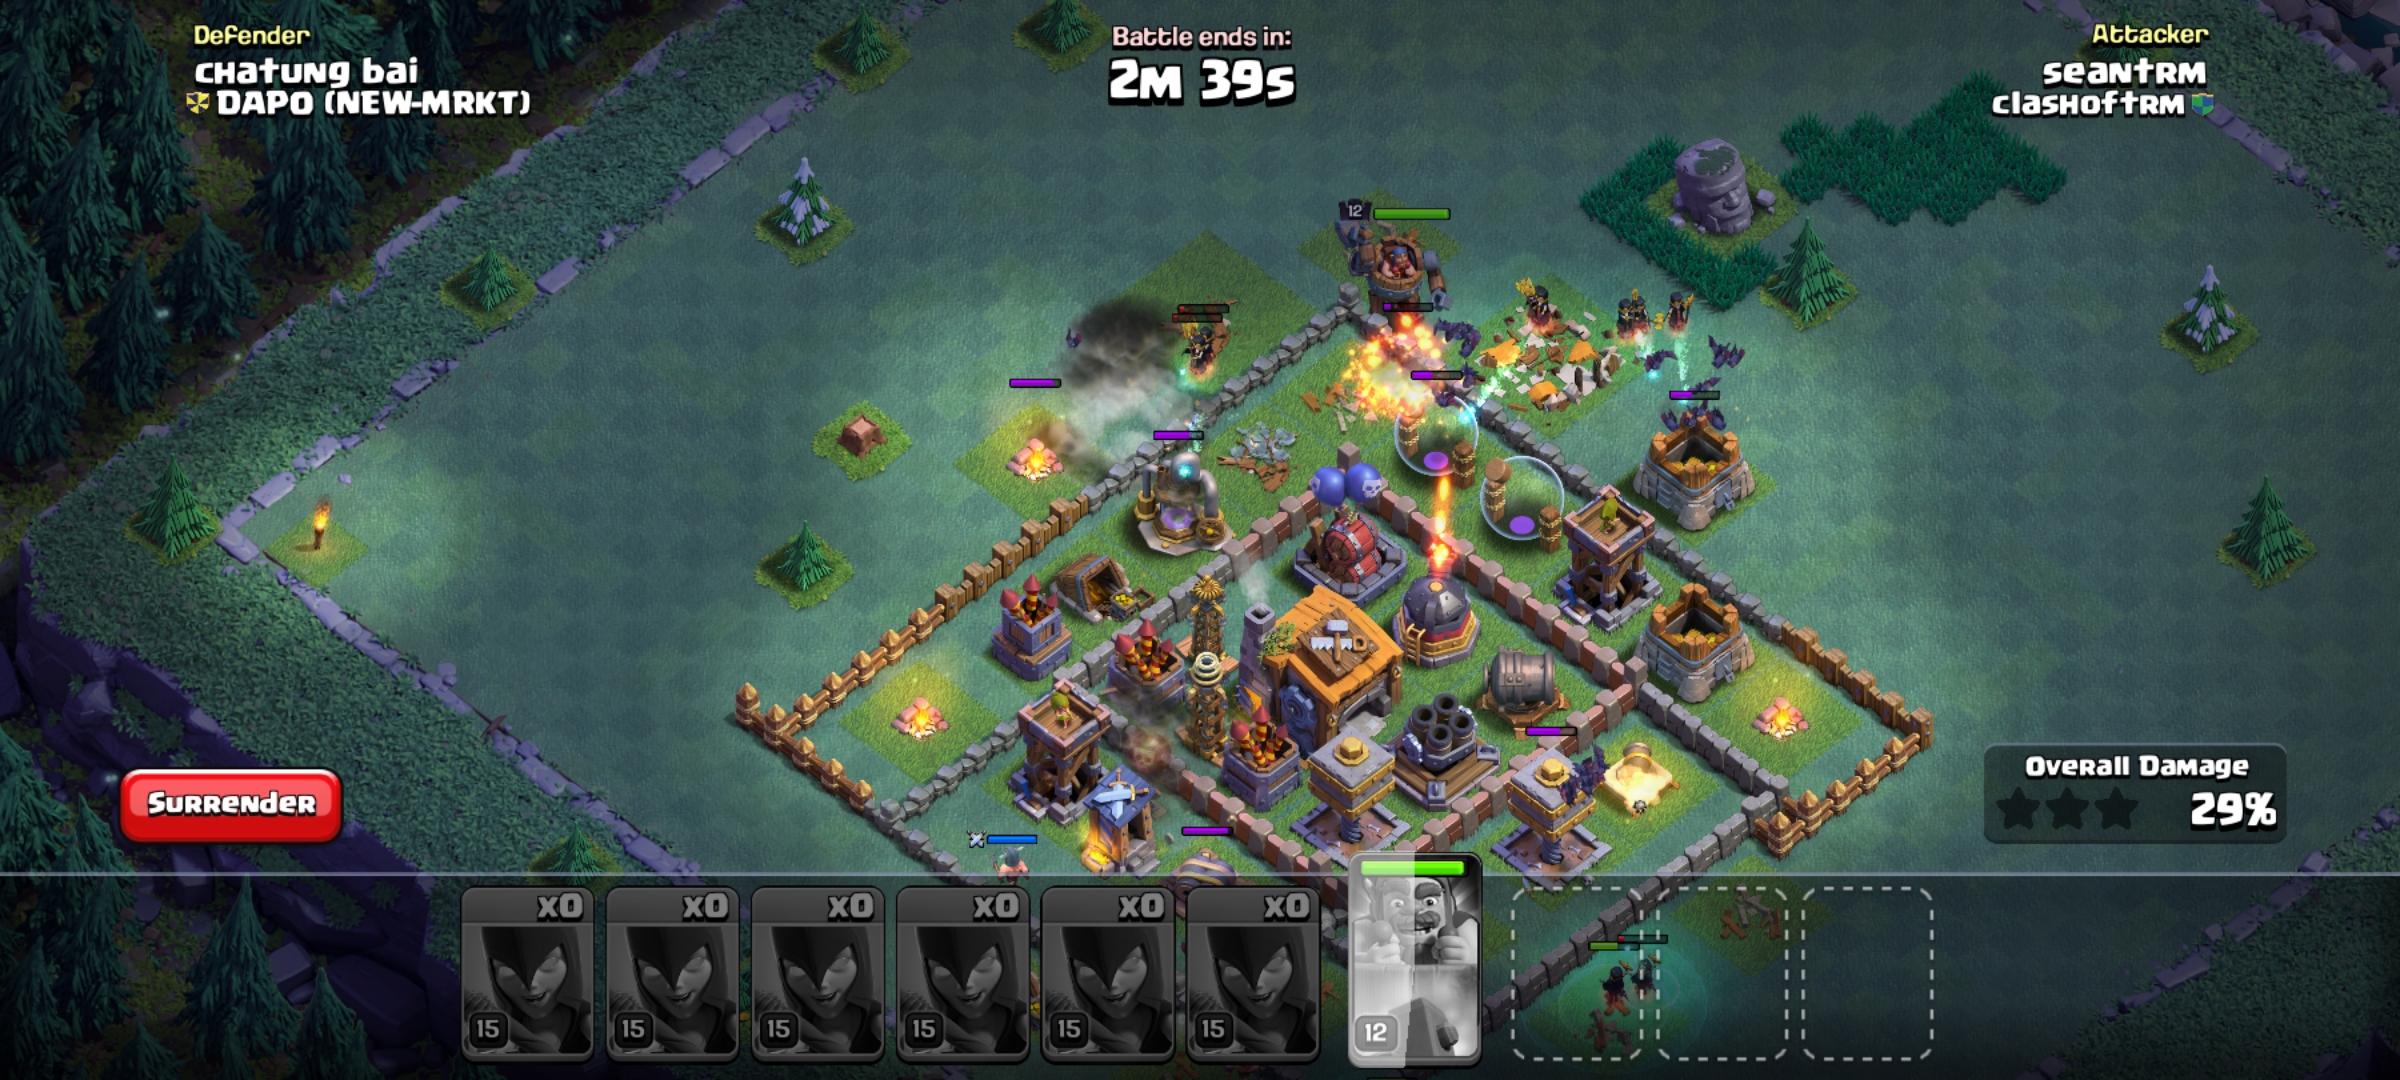 Defender
chatung bai
DAPO (NEW-MRKT)
Battle ends in:
2m 39s
Attacker
seantrm
clashoftrm
12
Surrender
Overall Damage
29%
x0
x0
x0
x0
x0
x0
15
15
15
15
15
15
12